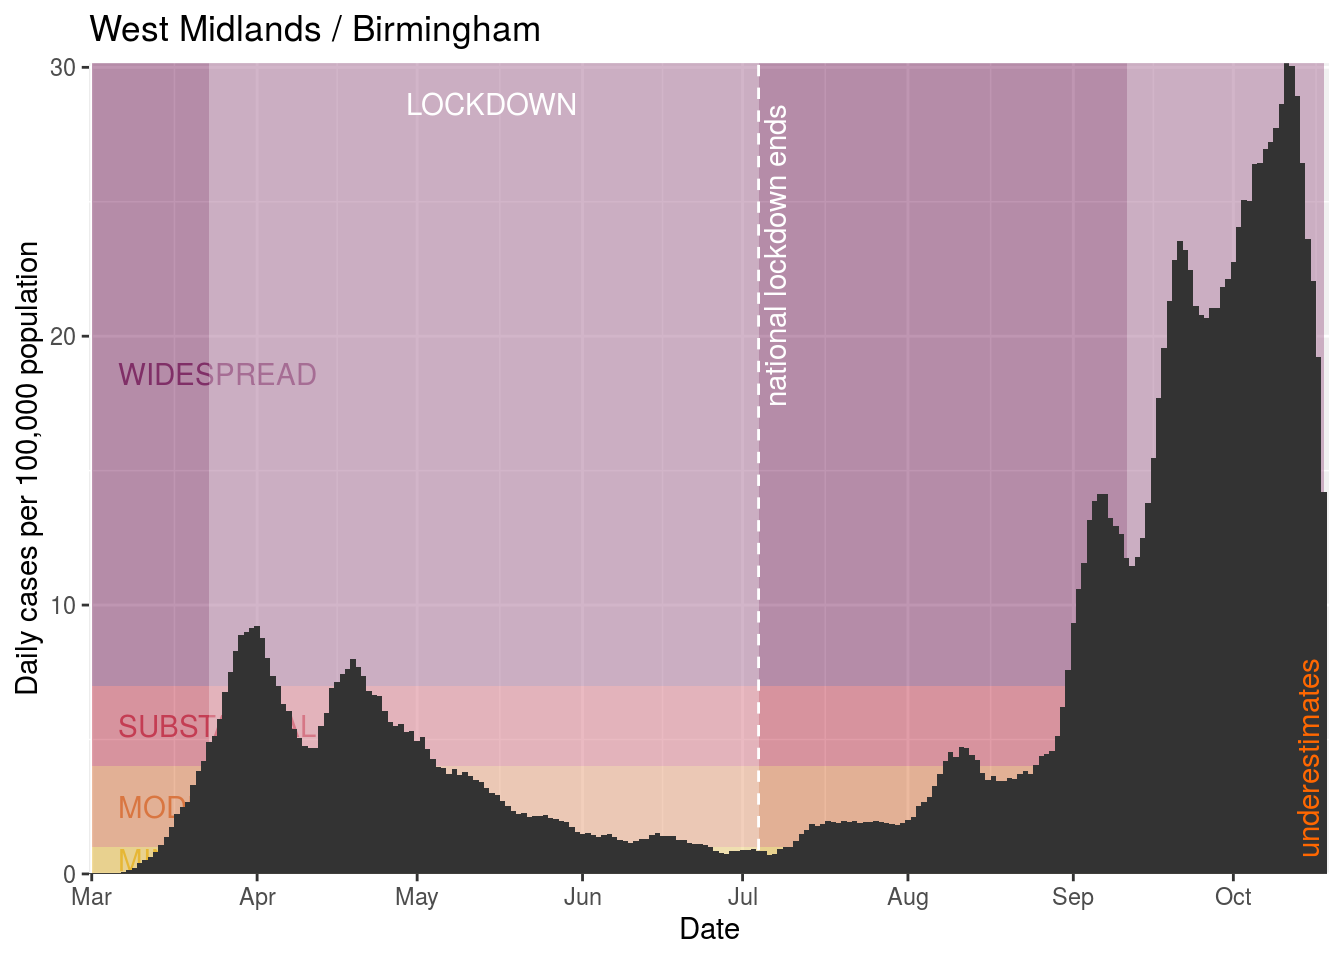 West Midlands / Birmingham
30
20
10
0
Daily cases per 100,000 population
LOCKDOWN
national lockdown ends
WIDESPREAD
underestimates
Mar Apr May Jun Jul Aug Sep Oct
Date